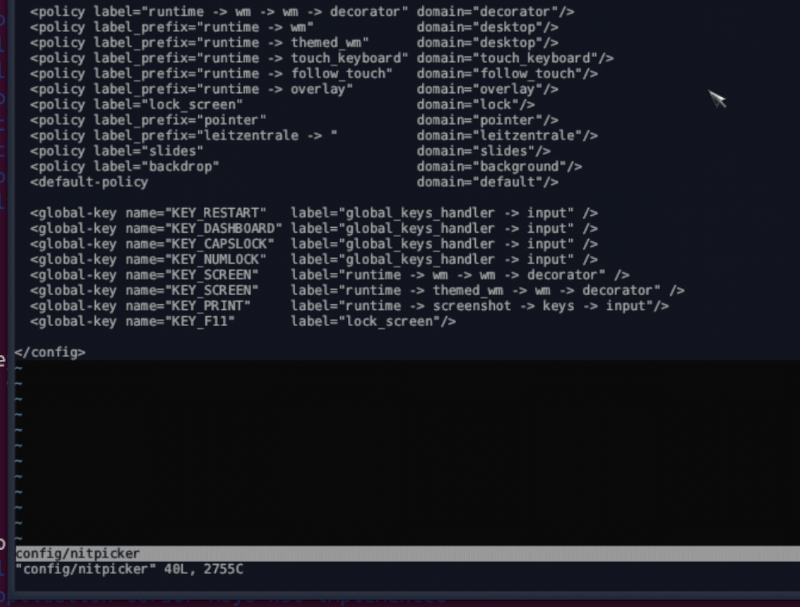 <policy label="runtime -> wm -> wm -> decorator" domain="decorator"/>
<policy label_prefix="runtime -> wm" domain="desktop"/>
<policy label_prefix="runtime -> themed_wm" domain="desktop"/>
<policy label_prefix="runtime -> touch_keyboard" domain="touch_keyboard"/>
<policy label_prefix="runtime -> follow_touch" domain="follow_touch"/>
<policy label_prefix="runtime -> overlay" domain="overlay"/>
<policy label="lock_screen" domain="lock"/>
<policy label_prefix="pointer" domain="pointer"/>
<policy label_prefix="leitzentrale -> " domain="leitzentrale"/>
<policy label="slides" domain="slides"/>
<policy label="backdrop" domain="background"/>
<default-policy domain="default"/>
<global-key name="KEY_RESTART" label="global_keys_handler -> input" />
<global-key name="KEY_DASHBOARD" label="global_keys_handler -> input" />
<global-key name="KEY_CAPSLOCK" label="global_keys_handler -> input" />
<global-key name="KEY_NUMLOCK" label="global_keys_handler -> input" />
<global-key name="KEY_SCREEN" label="runtime -> wm -> wm -> decorator" />
<global-key name="KEY_SCREEN" label="runtime -> themed_wm -> wm -> decorator" />
<global-key name="KEY_PRINT" label="runtime -> screenshot -> keys -> input"/>
<global-key name="KEY_F11" label="lock_screen"/>
</config>
~
~
~
~
~
~
~
~
~
~
~
~
config/nitpicker
"config/nitpicker" 40L, 2755C